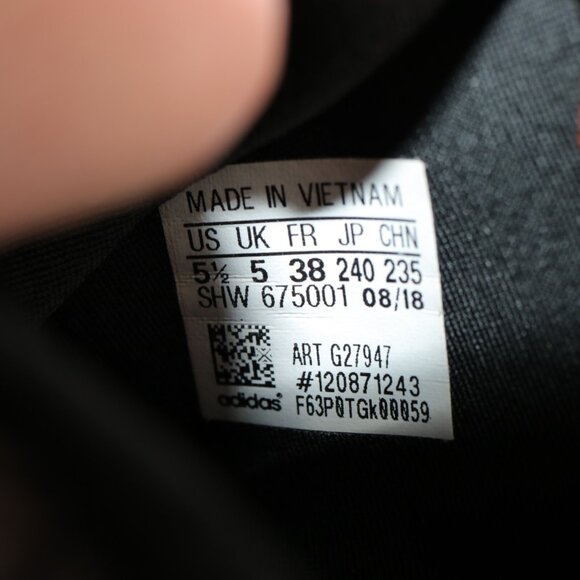 MADE IN VIETNAM
US UK FR JP CHN
5½ 5 38 240 235
SHW 675001 08/18
ART G27947
#120871243
adidas® F63P0TGk00059